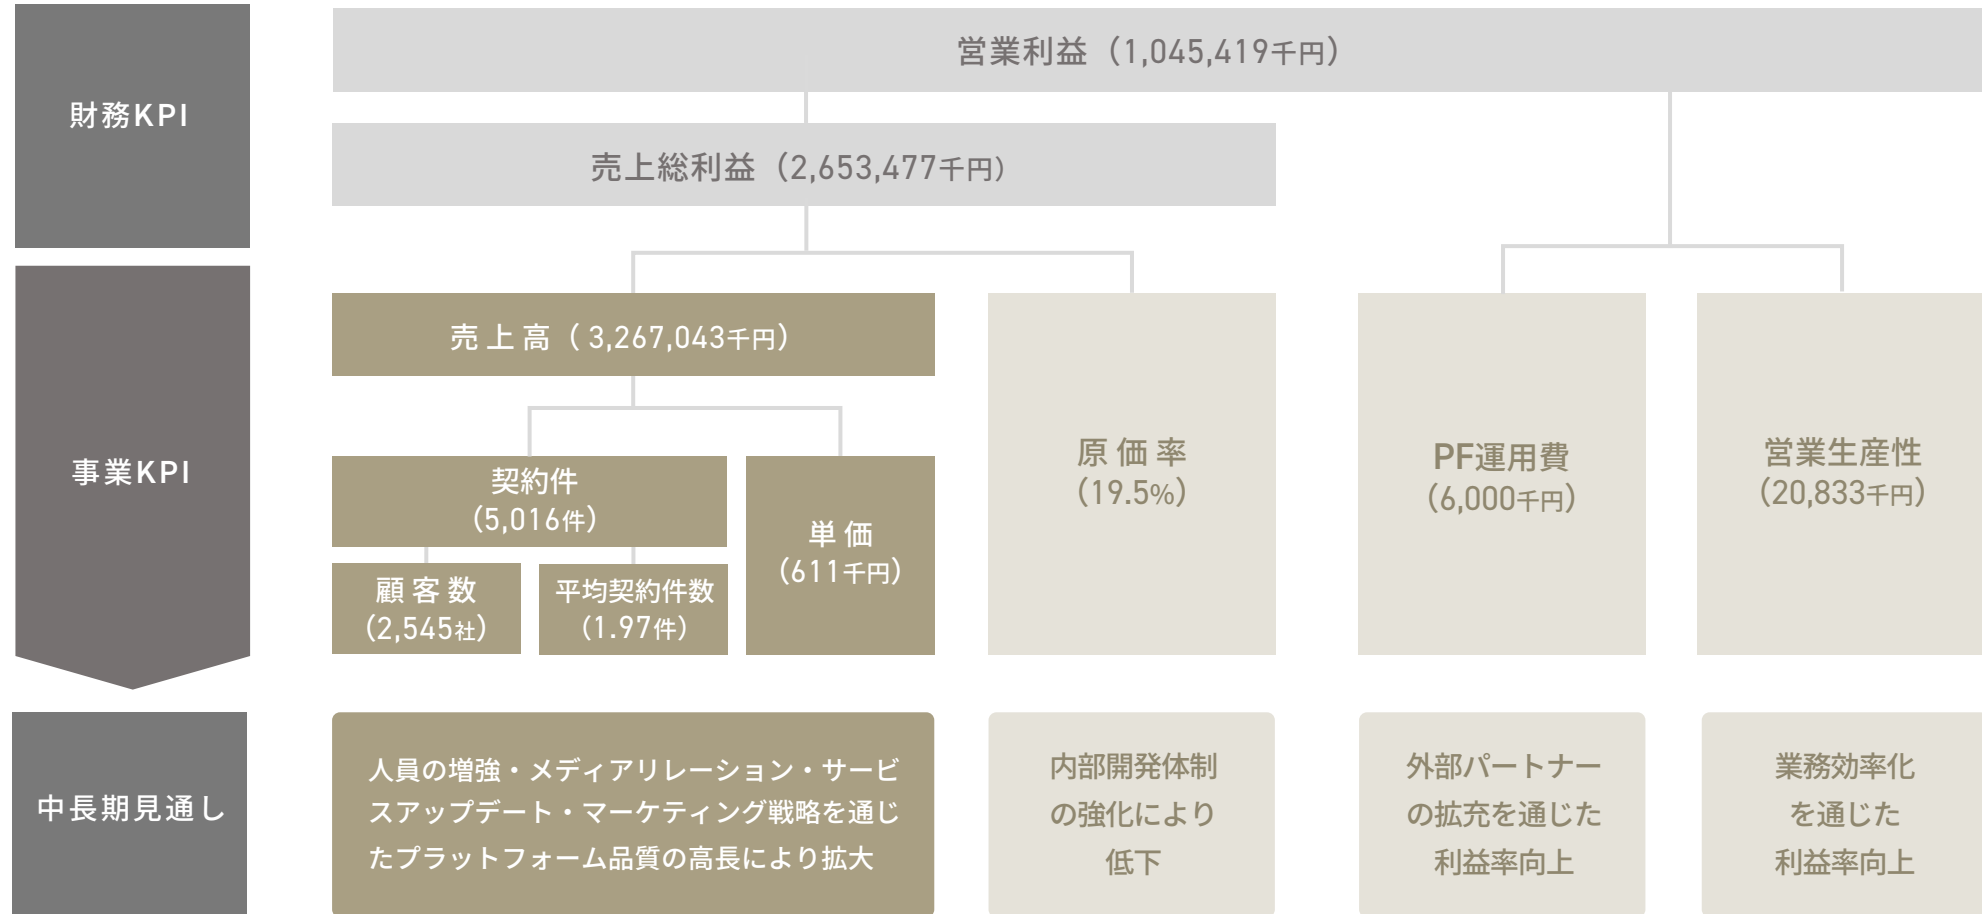 財務KPI
営業利益（1,045,419千円）
売上総利益（2,653,477千円）
事業KPI
売上高（3,267,043千円）
契約件
（5,016件）
顧客数
（2,545社）
平均契約件数
（1.97件）
単価
（611千円）
原価率
（19.5%）
PF運用費
（6,000千円）
営業生産性
（20,833千円）
中長期見通し
人員の増強・メディアリレーション・サービ
スアップデート・マーケティング戦略を通じ
たプラットフォーム品質の高長により拡大
内部開発体制
の強化により
低下
外部パートナー
の拡充を通じた
利益率向上
業務効率化
を通じた
利益率向上